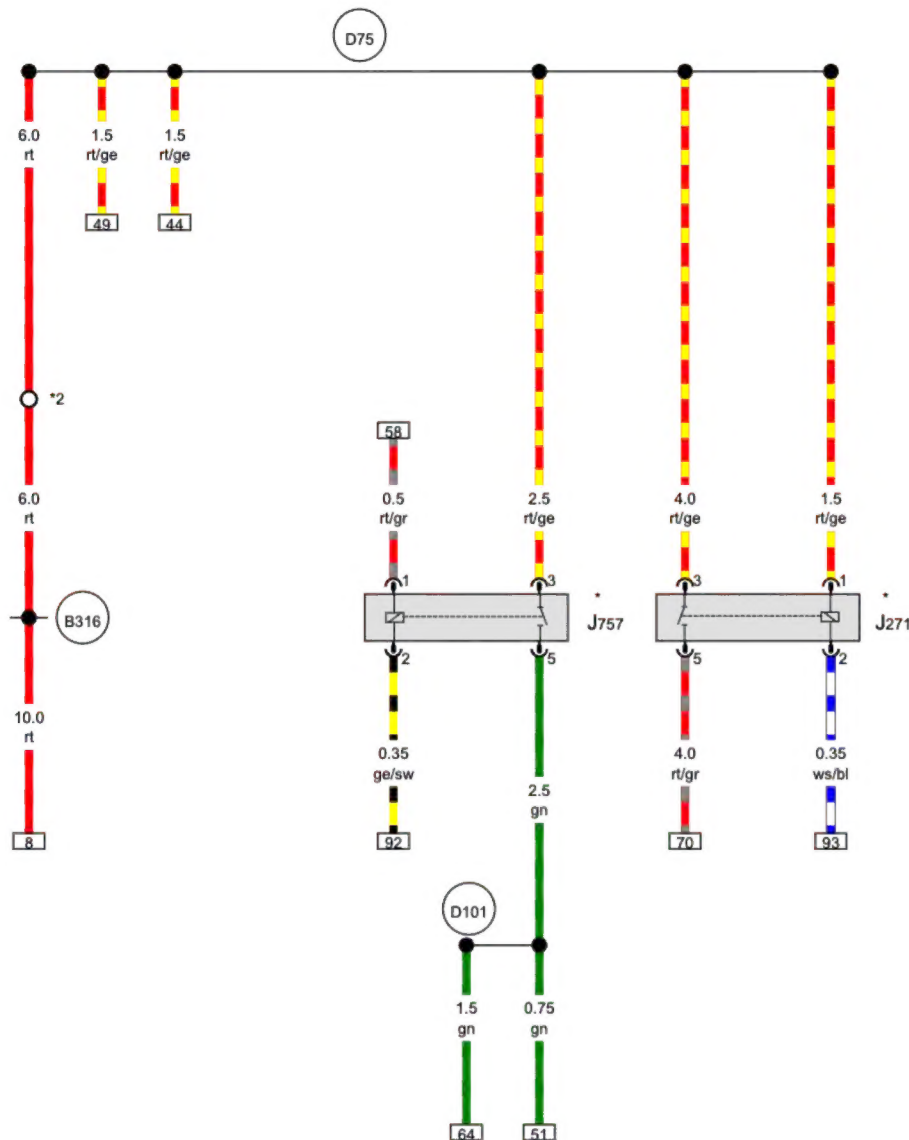 D75
6.0
rt
1.5
rt/ge
1.5
rt/ge
49
44
*2
58
6.0
rt
0.5
rt/gr
2.5
rt/ge
4.0
rt/ge
1.5
rt/ge
1
3
*
3
1
*
B316
J757
J271
2
5
5
2
10.0
rt
0.35
ge/sw
2.5
gn
4.0
rt/gr
0.35
ws/bl
8
92
70
93
D101
1.5
gn
0.75
gn
64
51